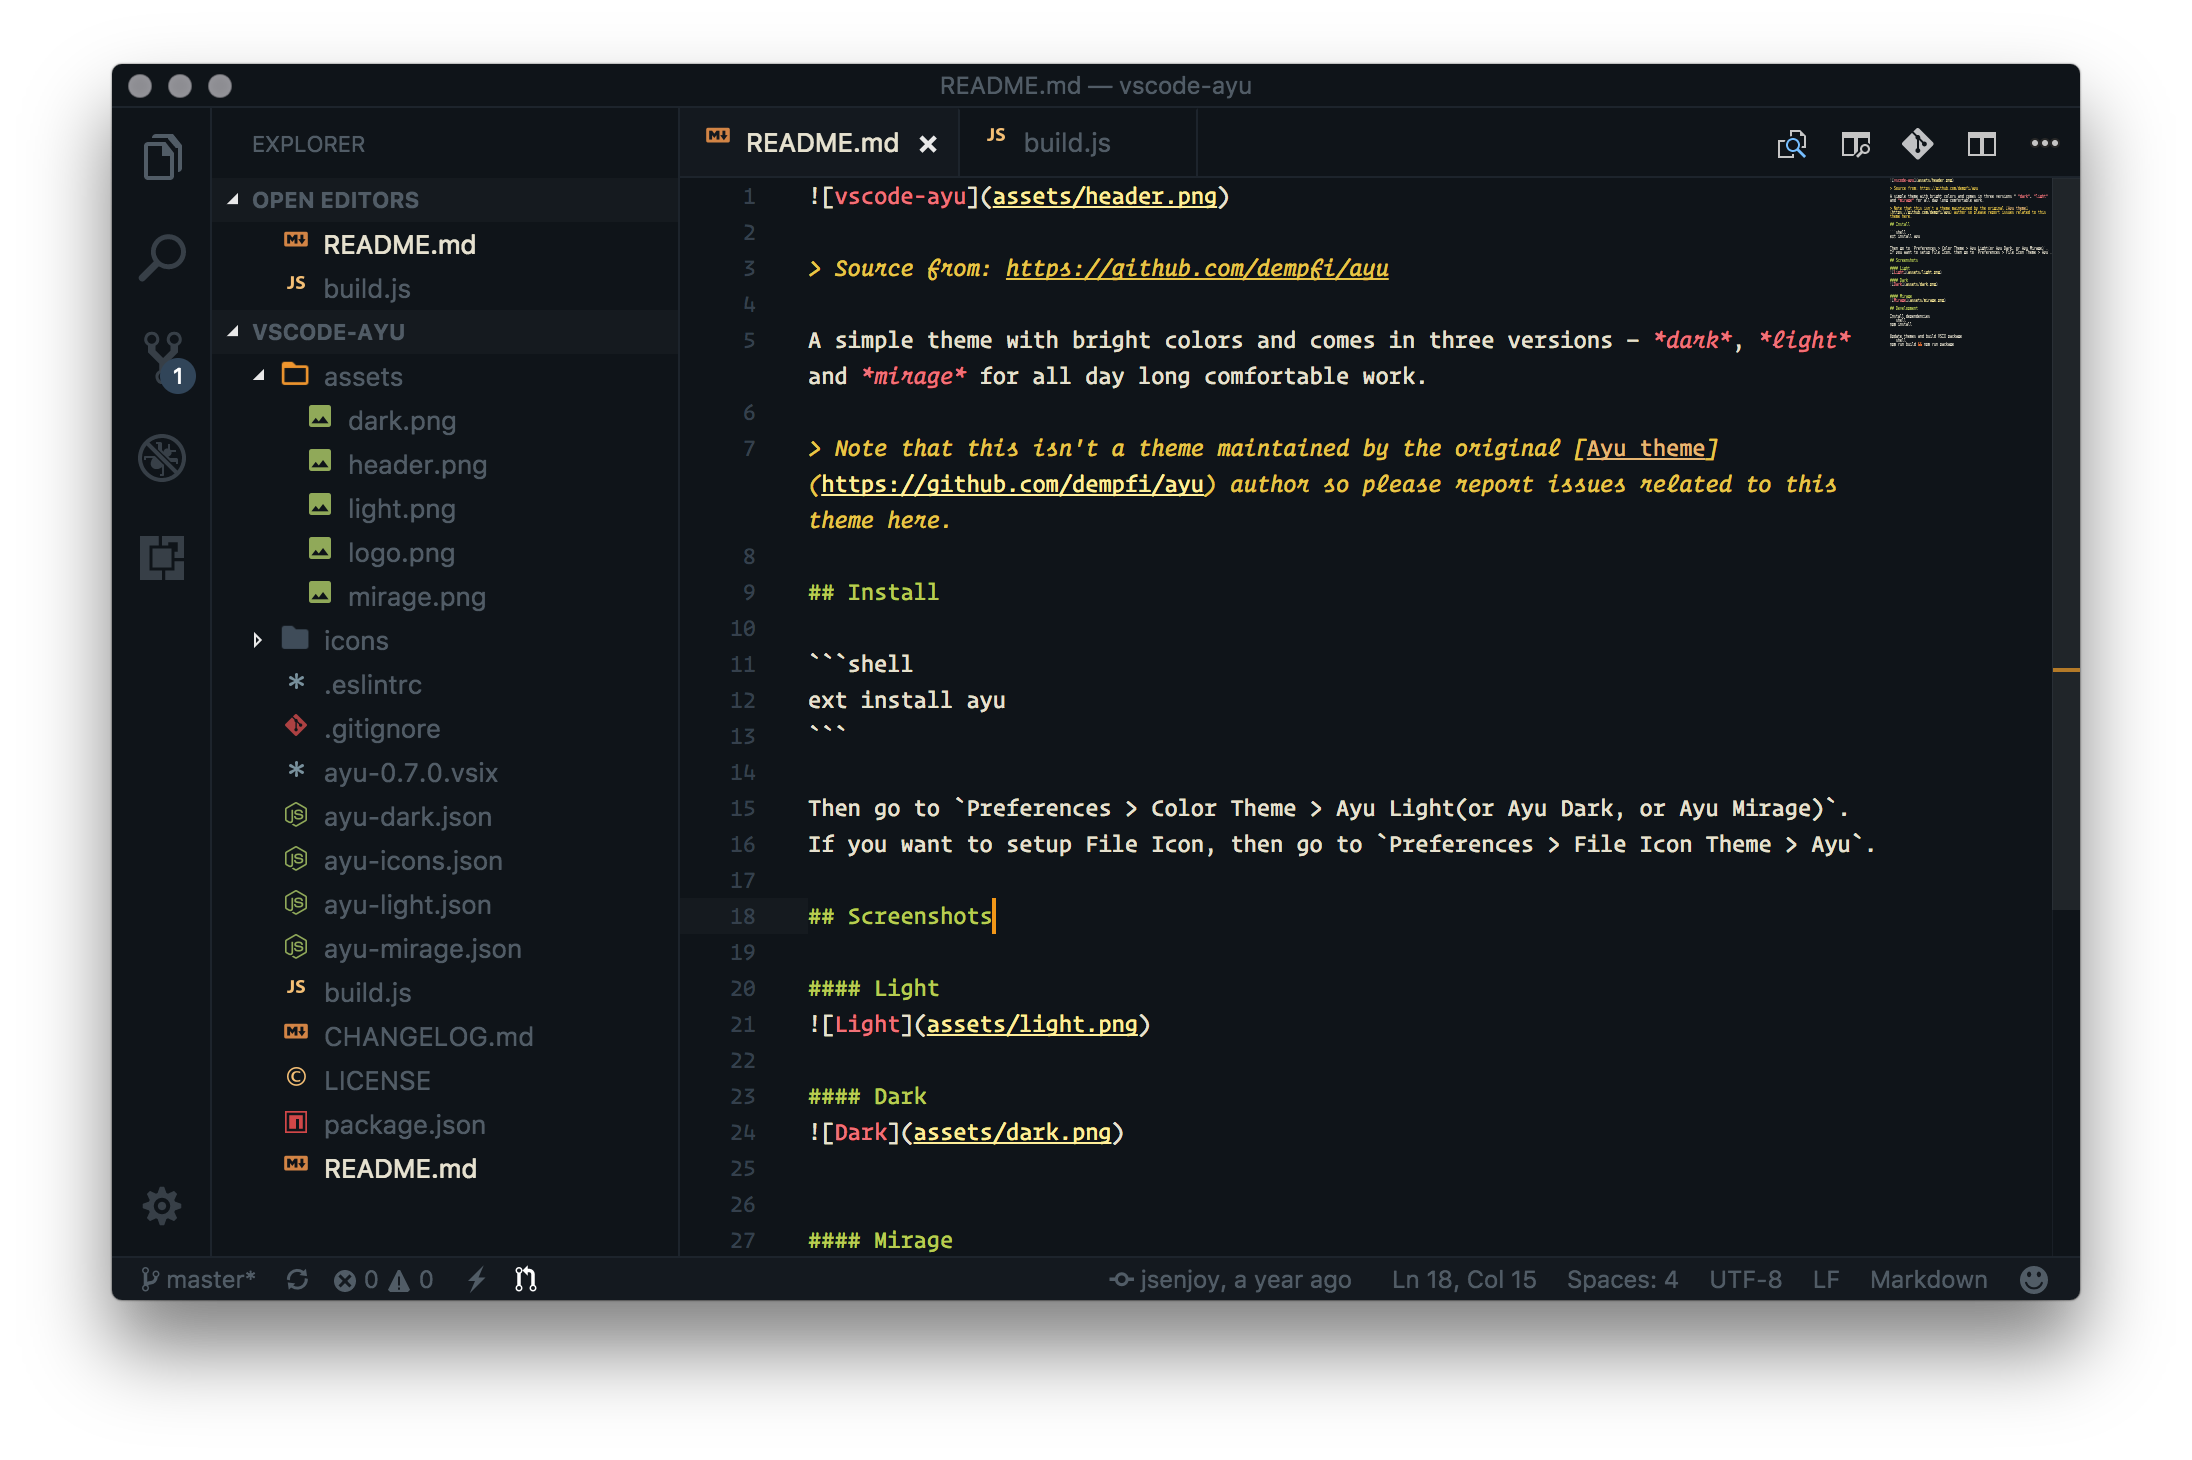 README.md — vscode-ayu
EXPLORER
OPEN EDITORS
README.md
JS build.js
VSCODE-AYU
assets
dark.png
header.png
light.png
logo.png
mirage.png
icons
.eslintrc
.gitignore
ayu-0.7.0.vsix
ayu-dark.json
ayu-icons.json
ayu-light.json
ayu-mirage.json
JS build.js
CHANGELOG.md
LICENSE
package.json
README.md
1
README.md
JS build.js
1 ![vscode-ayu](assets/header.png)
2
3 > Source from: https://github.com/dempfi/ayu
4
5 A simple theme with bright colors and comes in three versions – *dark*, *light*
and *mirage* for all day long comfortable work.
6
7 > Note that this isn't a theme maintained by the original [Ayu theme]
(https://github.com/dempfi/ayu) author so please report issues related to this
theme here.
8
9 ## Install
10
11 ```shell
12 ext install ayu
13 ```
14
15 Then go to `Preferences > Color Theme > Ayu Light(or Ayu Dark, or Ayu Mirage)`.
16 If you want to setup File Icon, then go to `Preferences > File Icon Theme > Ayu`.
17
18 ## Screenshots
19
20 #### Light
21 ![Light](assets/light.png)
22
23 #### Dark
24 ![Dark](assets/dark.png)
25
26
27 #### Mirage
master* 0 0 jsenjoy, a year ago Ln 18, Col 15 Spaces: 4 UTF-8 LF Markdown